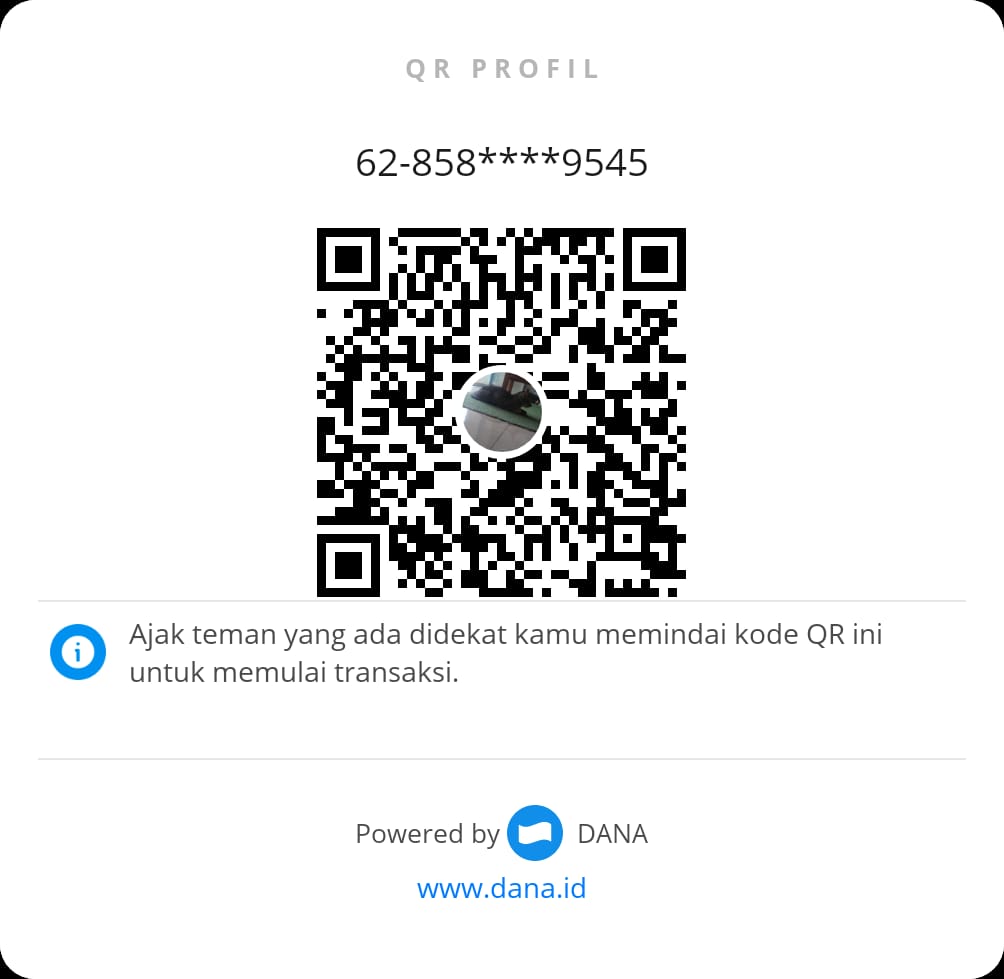 QR PROFIL
62-858****9545
Ajak teman yang ada didekat kamu memindai kode QR ini
untuk memulai transaksi.
Powered by DANA
www.dana.id